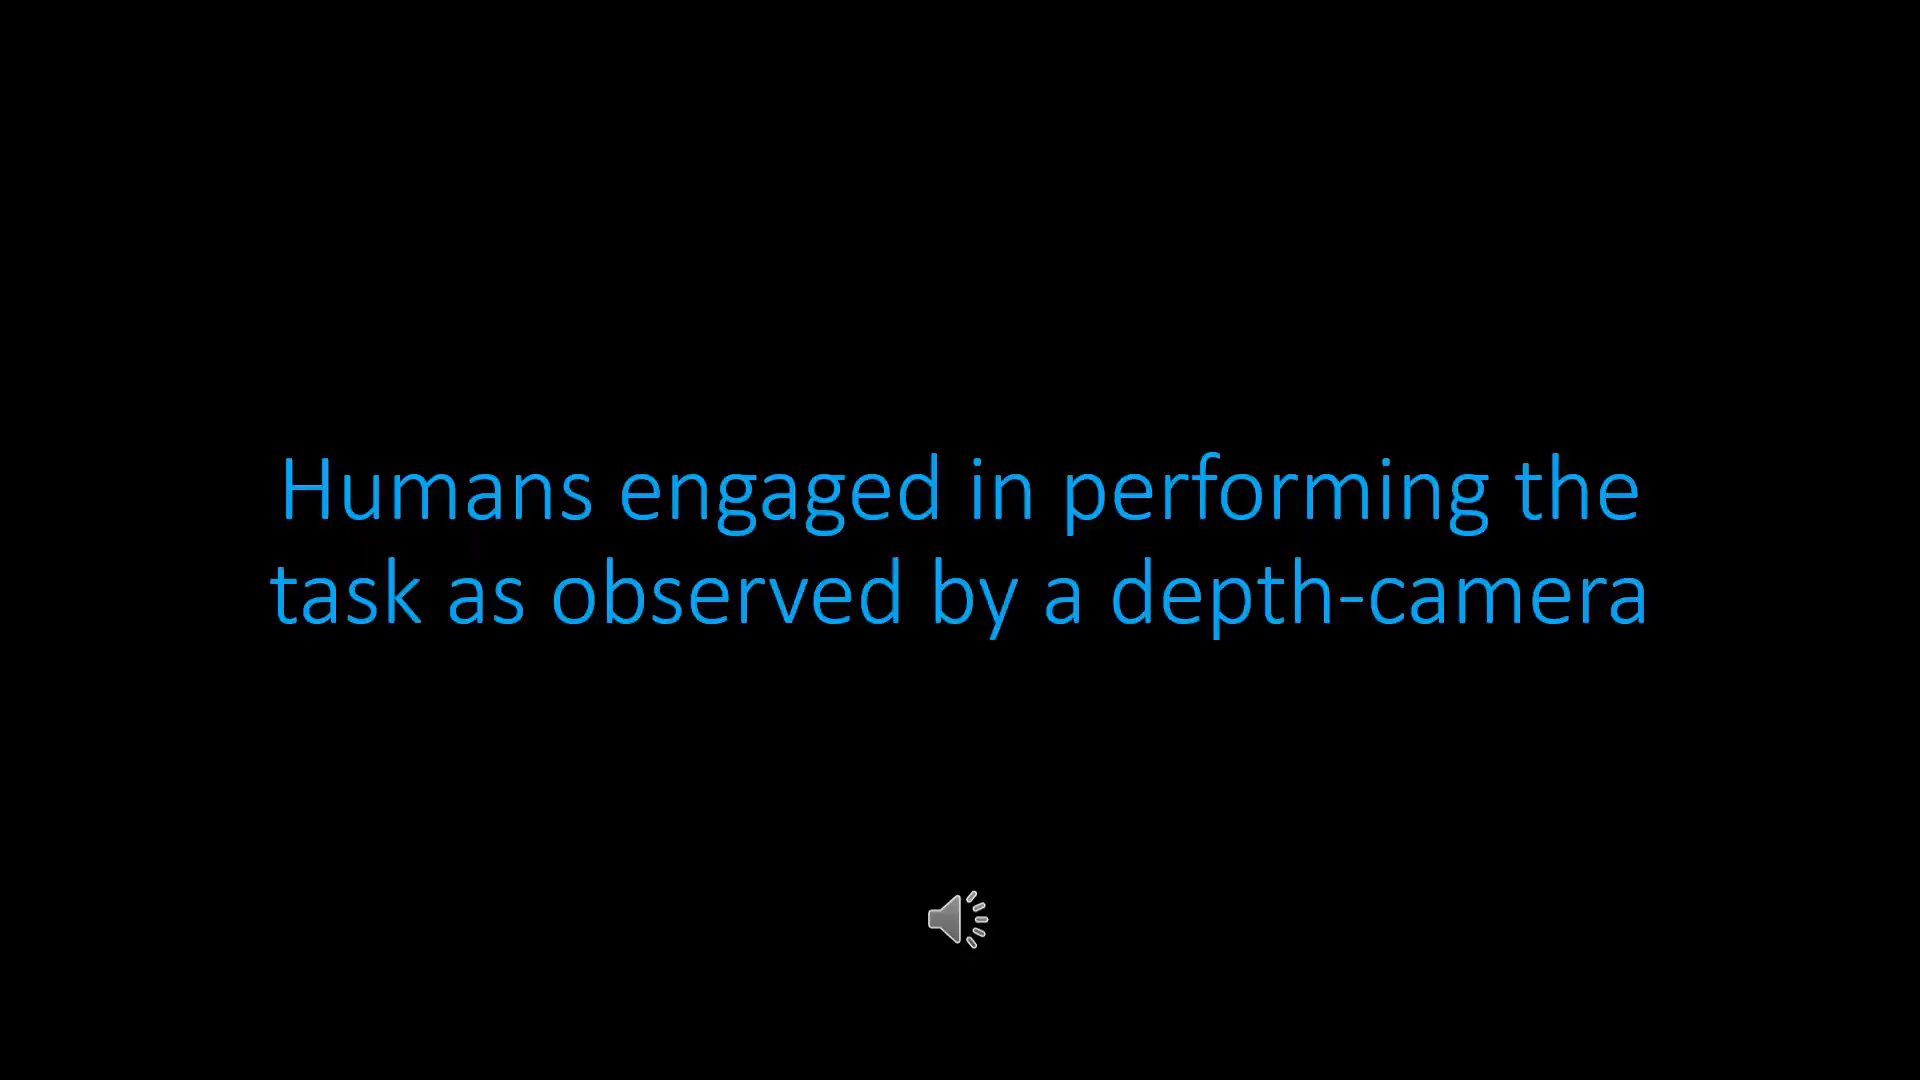 Humans engaged in performing the
task as observed by a depth-camera